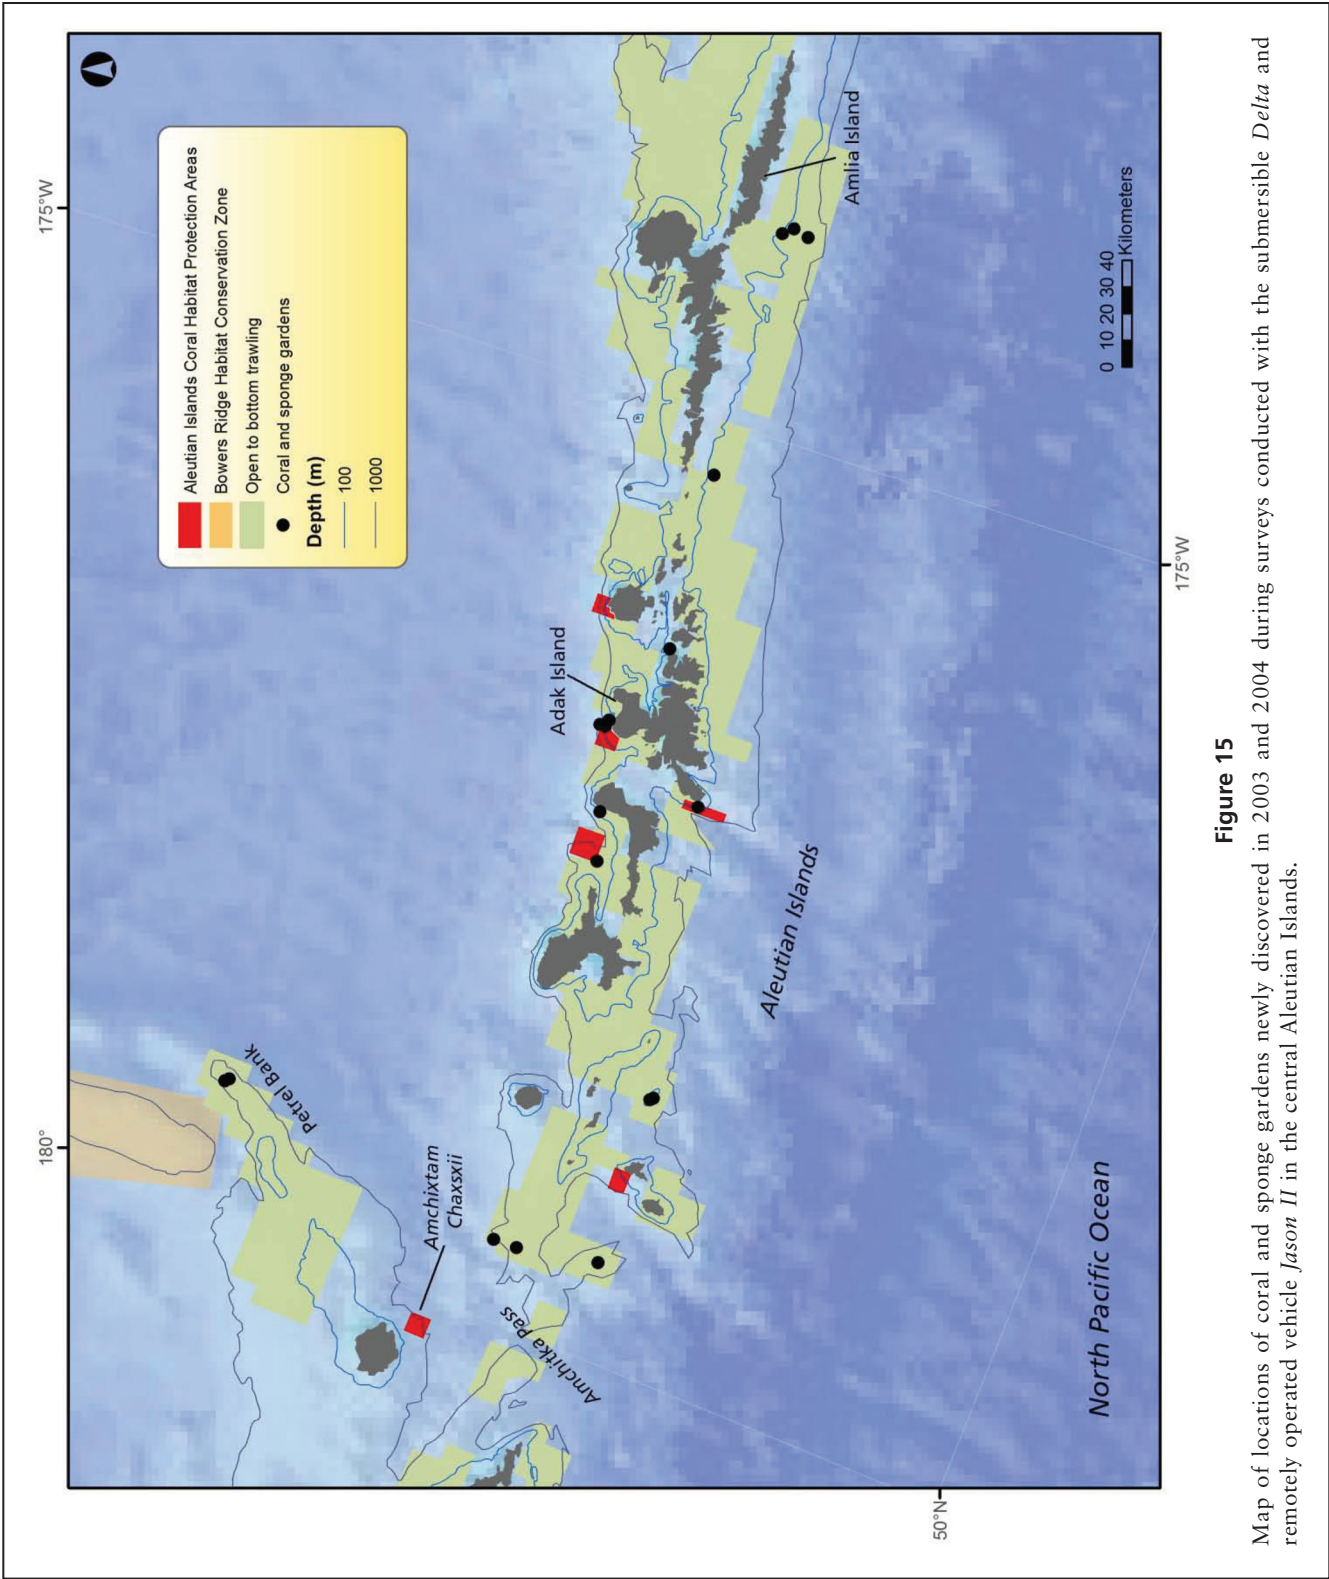 175°W
180°
Aleutian Islands Coral Habitat Protection Areas
Bowers Ridge Habitat Conservation Zone
Open to bottom trawling
Coral and sponge gardens
Depth (m)
100
1000
Petrel Bank
Amchixtam
Chaxsxii
Amchitka Pass
Adak Island
Amlia Island
Aleutian Islands
North Pacific Ocean
0 10 20 30 40
Kilometers
50°N
175°W
Figure 15
Map of locations of coral and sponge gardens newly discovered in 2003 and 2004 during surveys conducted with the submersible Delta and
remotely operated vehicle Jason II in the central Aleutian Islands.